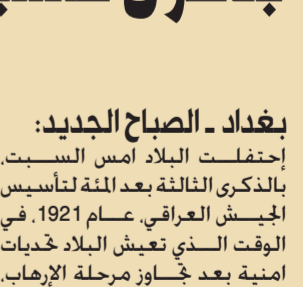 بغداد ـ الصباح الجديد:
إحتفلت البلاد امس السبت،
بالذكرى الثالثة بعد المئة لتأسيس
الجيش العراقي، عام 1921، في
الوقت الذي تعيش البلاد تحديات
امنية بعد تجاوز مرحلة الإرهاب،